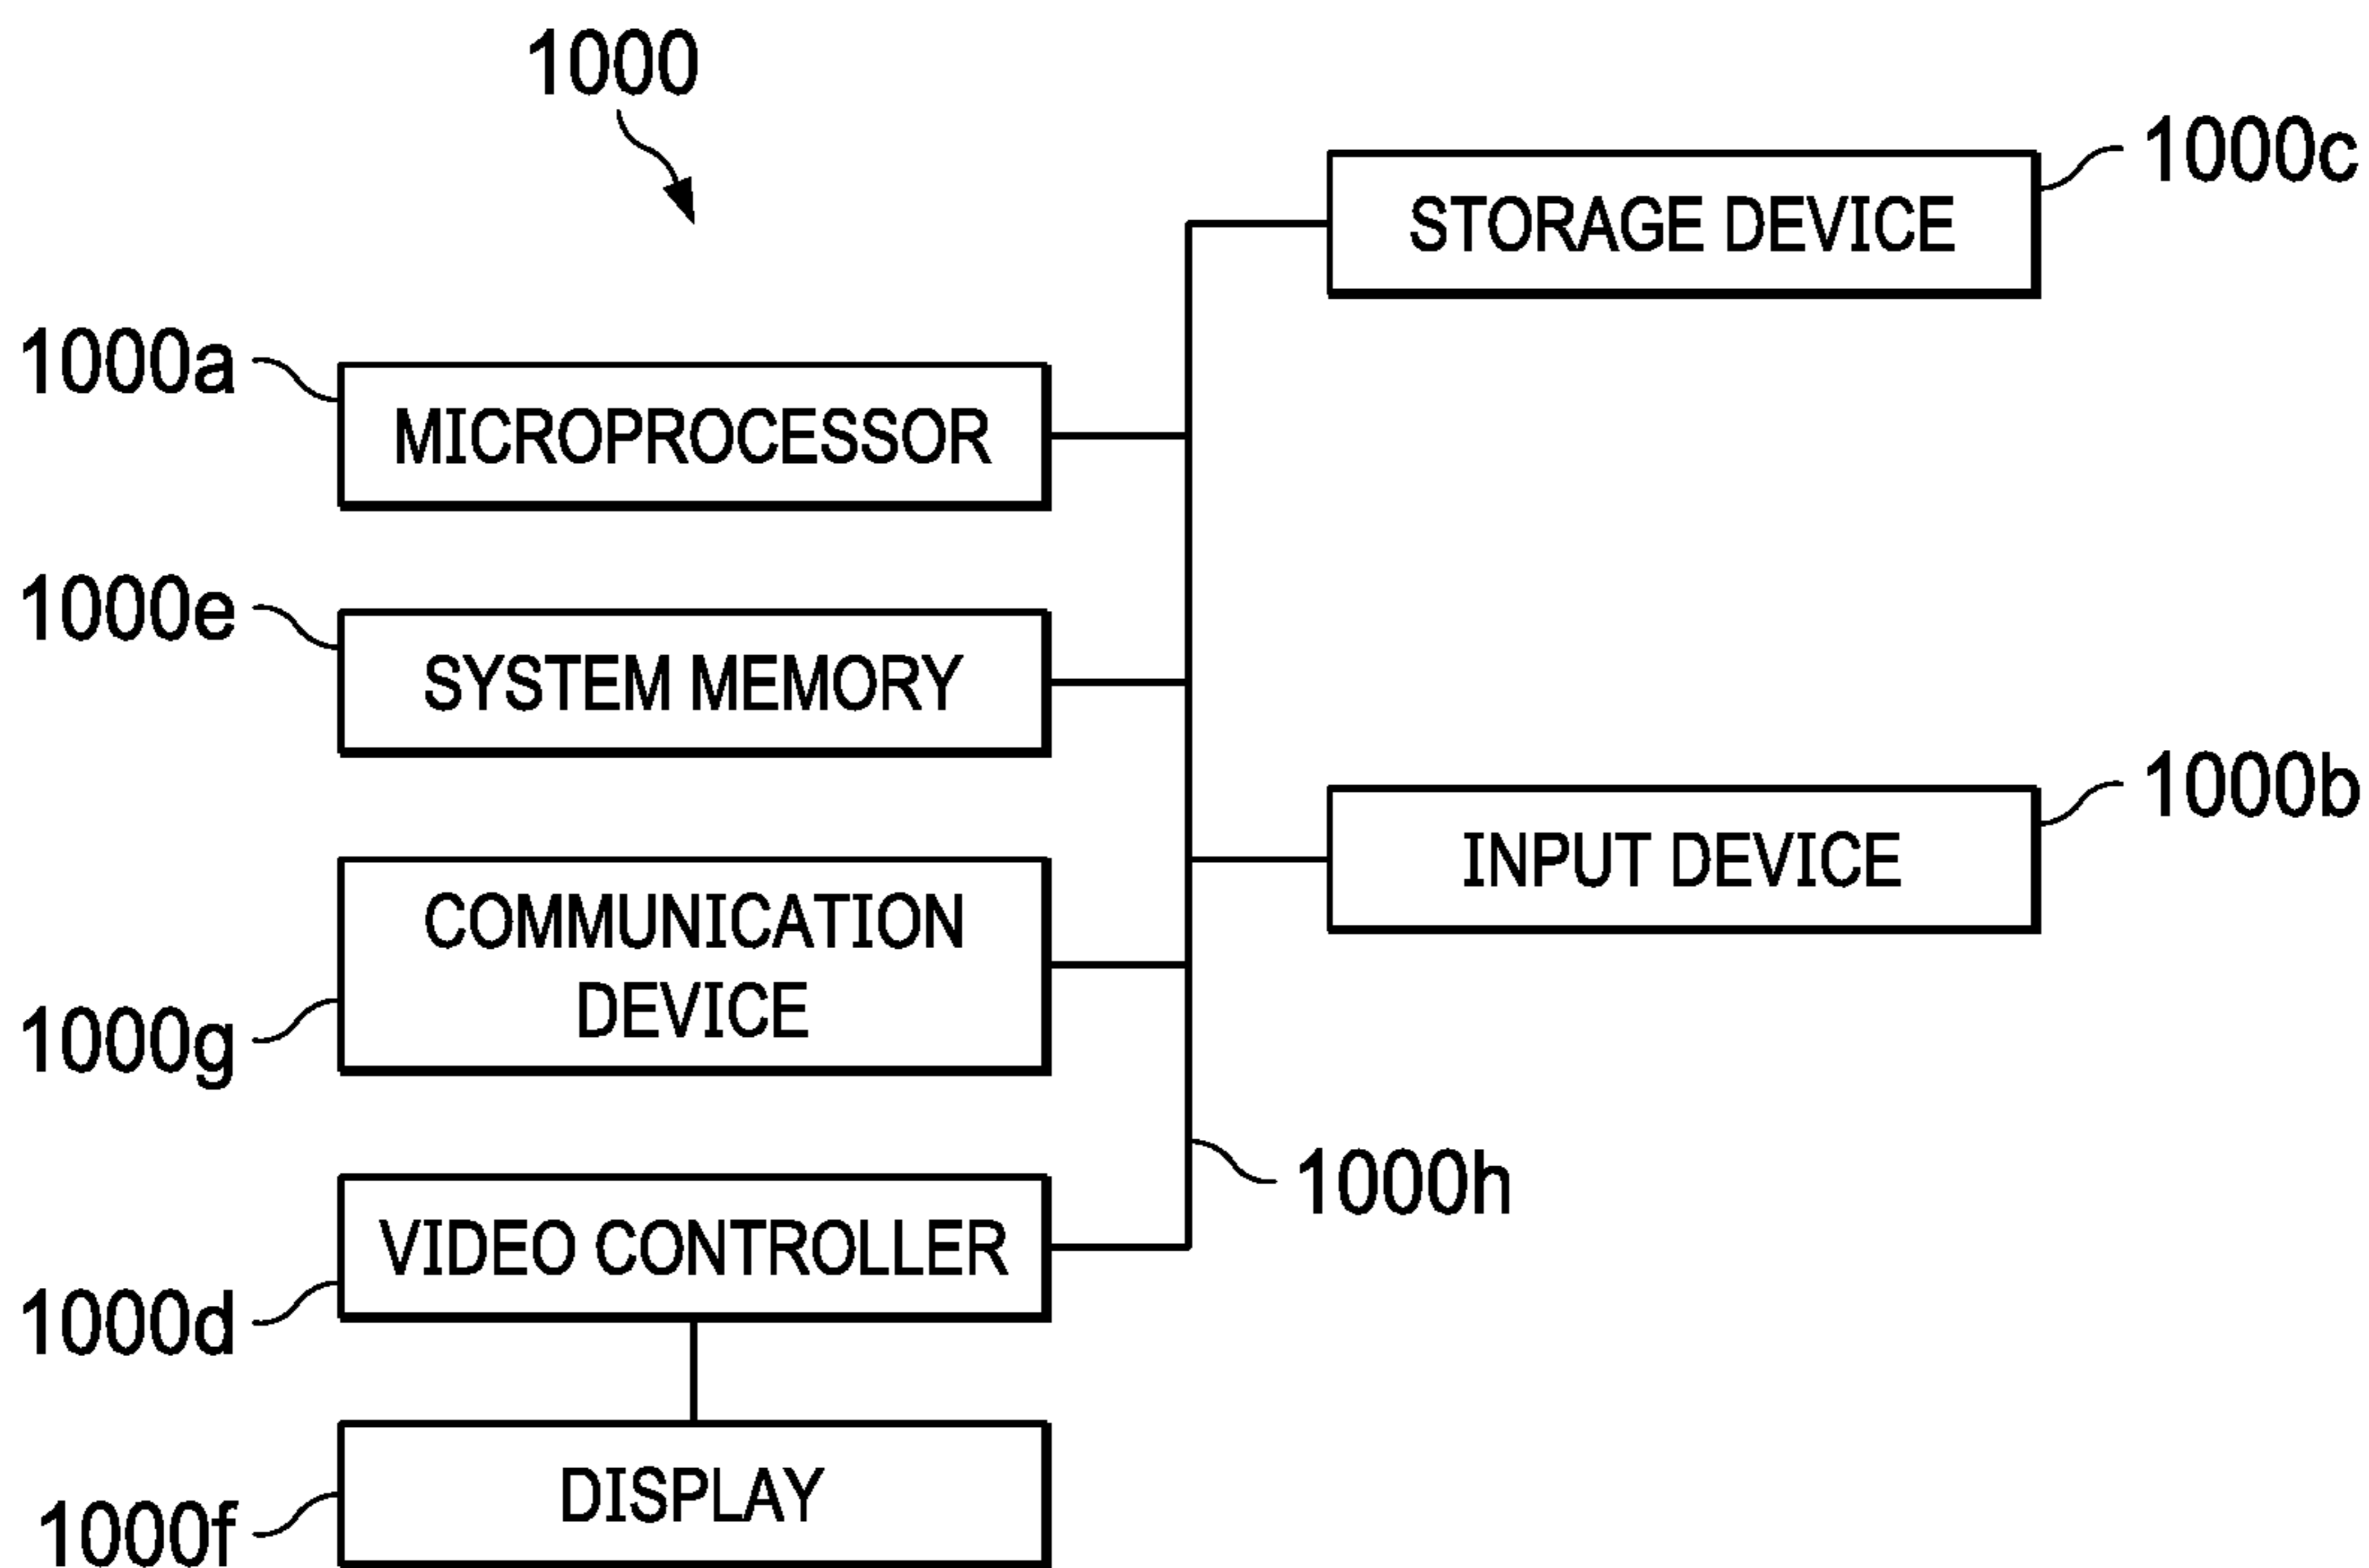 1000
STORAGE DEVICE
1000c
1000a
MICROPROCESSOR
1000e
SYSTEM MEMORY
INPUT DEVICE
1000b
COMMUNICATION
DEVICE
1000g
1000h
VIDEO CONTROLLER
1000d
DISPLAY
1000f